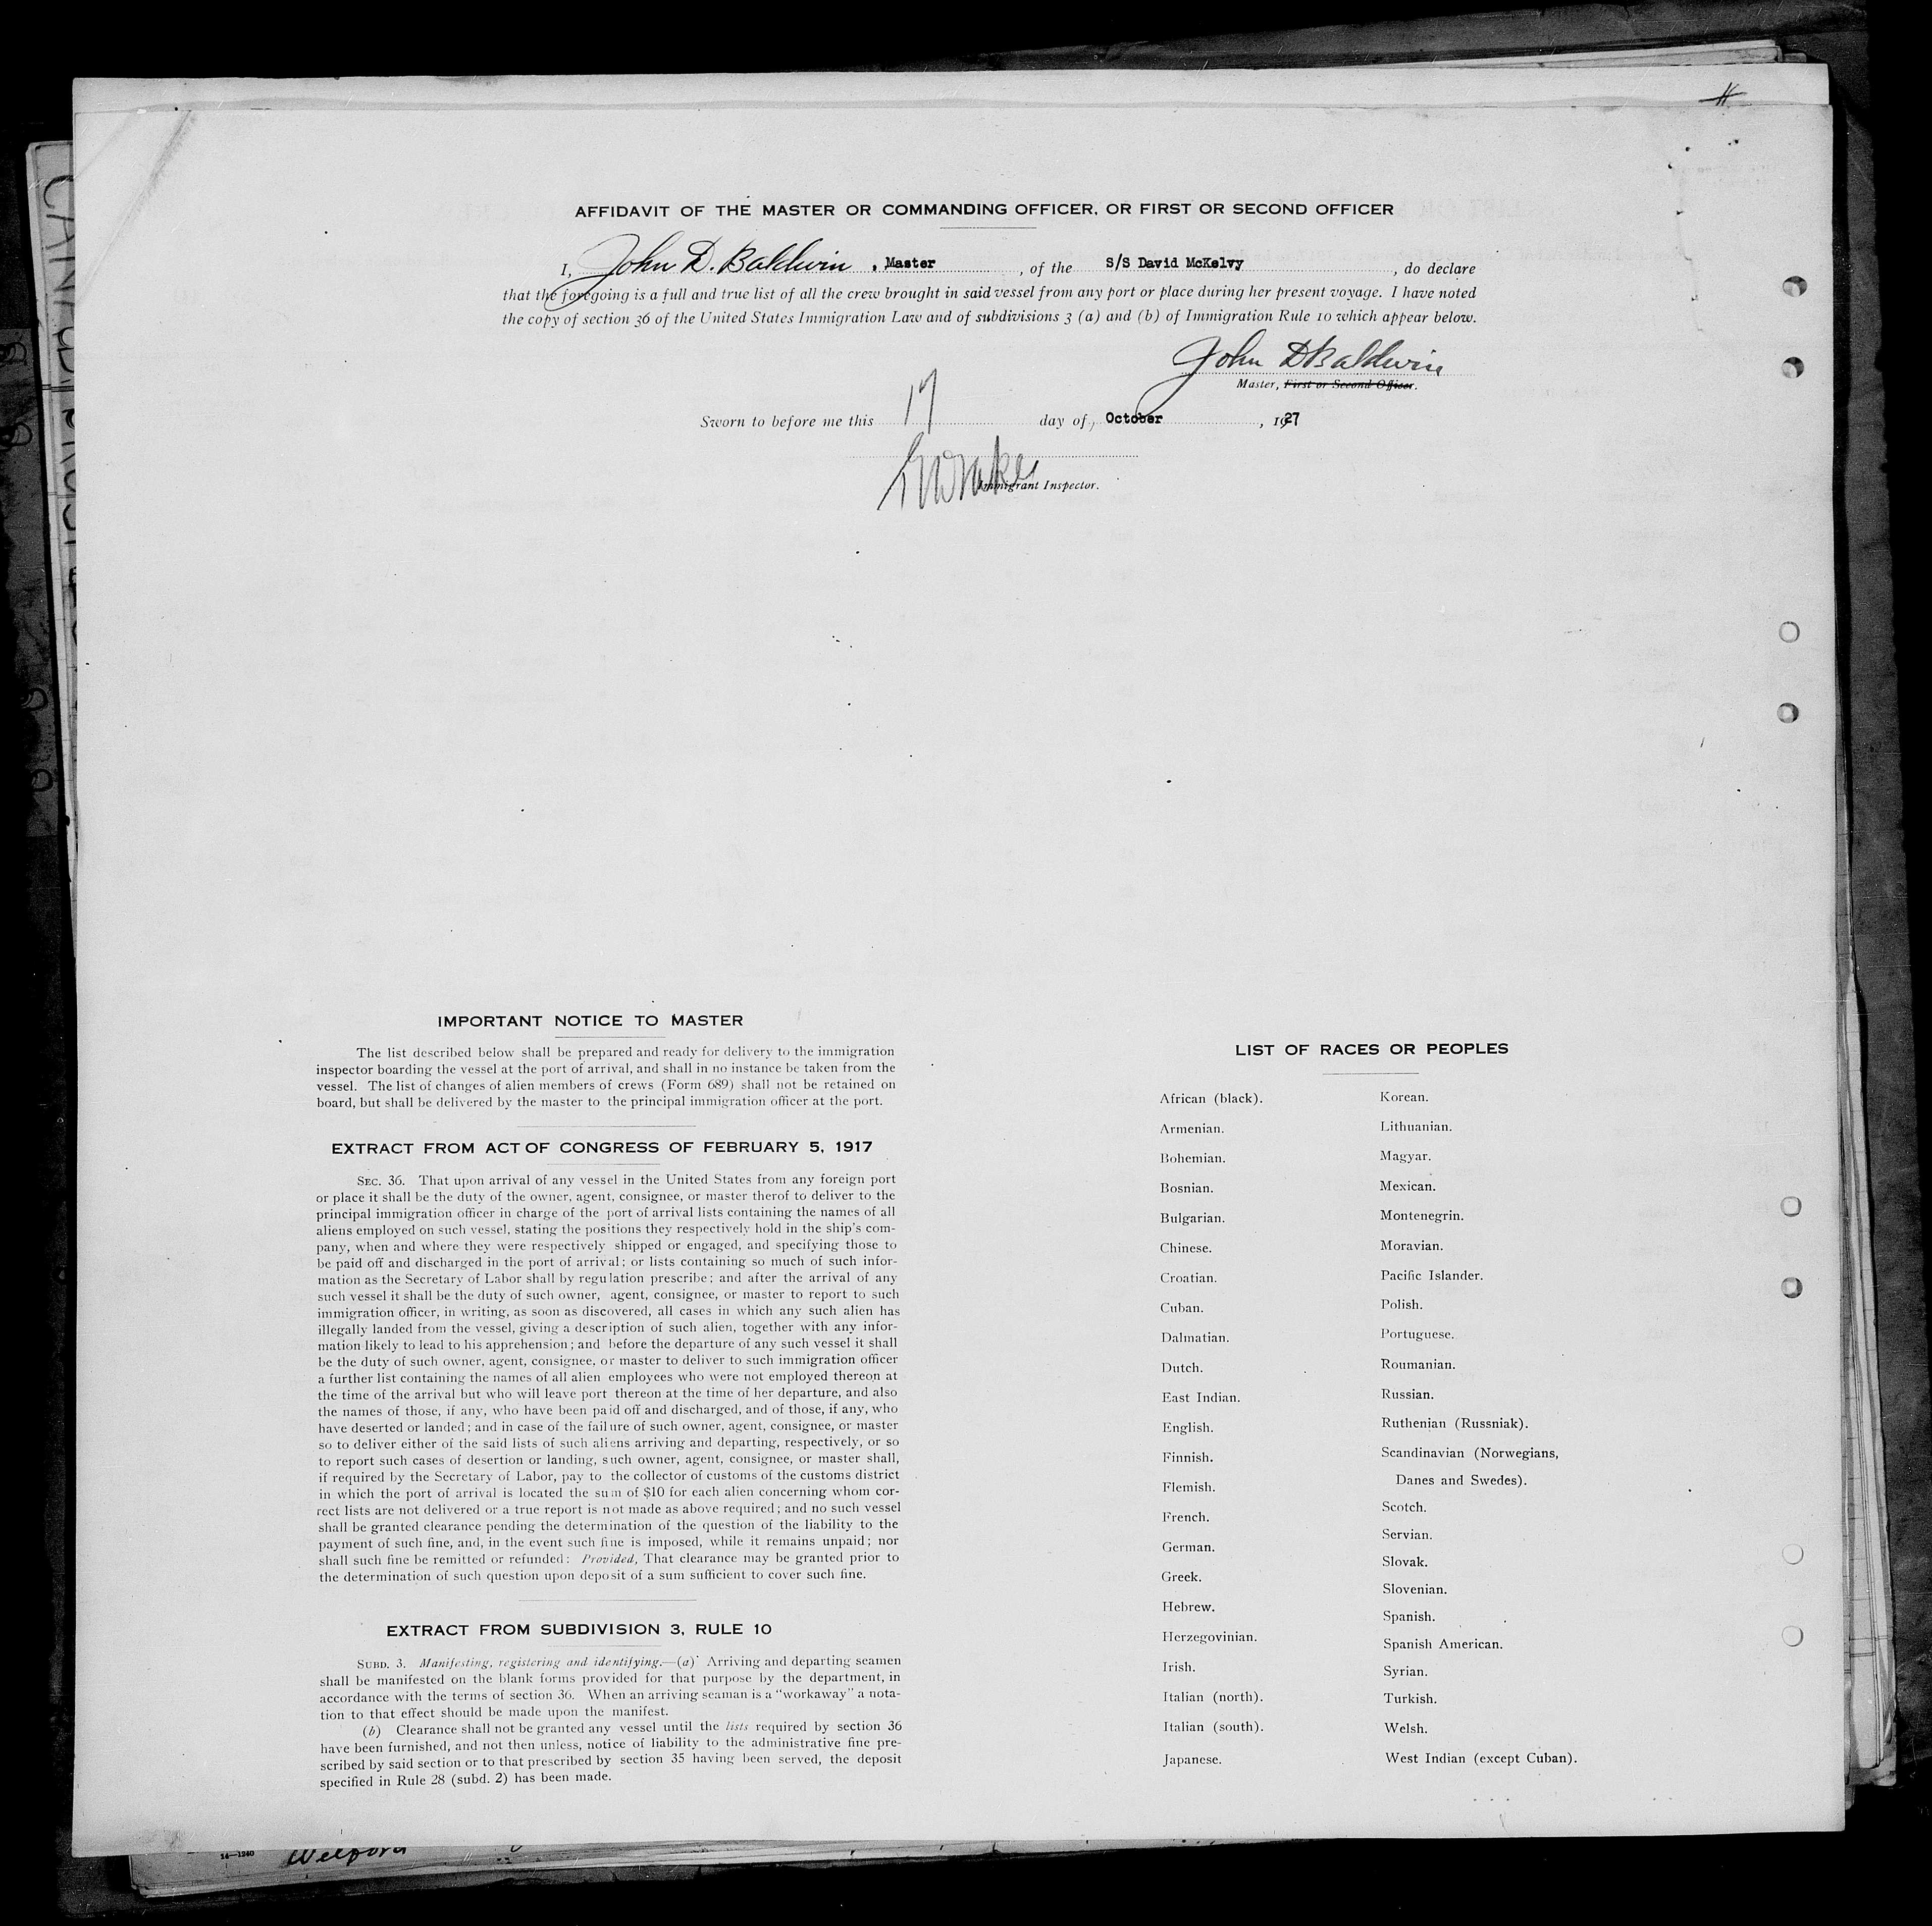 AFFIDAVIT OF THE MASTER OR COMMANDING OFFICER, OR FIRST OR SECOND OFFICER
I, John D. Baldwin, Master, of the S/S David McKelvy, do declare
that the foregoing is a full and true list of all the crew brought in said vessel from any port or place during her present voyage. I have noted
the copy of section 36 of the United States Immigration Law and of subdivisions 3 (a) and (b) of Immigration Rule 10 which appear below.
John D Baldwin
Master, First or Second Officer.
Sworn to before me this 17 day of, October, 1927
Immigrant Inspector.
IMPORTANT NOTICE TO MASTER
The list described below shall be prepared and ready for delivery to the immigration
inspector boarding the vessel at the port of arrival, and shall in no instance be taken from the
vessel. The list of changes of alien members of crews (Form 689) shall not be retained on
board, but shall be delivered by the master to the principal immigration officer at the port.
EXTRACT FROM ACT OF CONGRESS OF FEBRUARY 5, 1917
SEC. 36. That upon arrival of any vessel in the United States from any foreign port
or place it shall be the duty of the owner, agent, consignee, or master therof to deliver to the
principal immigration officer in charge of the port of arrival lists containing the names of all
aliens employed on such vessel, stating the positions they respectively hold in the ship's com-
pany, when and where they were respectively shipped or engaged, and specifying those to
be paid off and discharged in the port of arrival; or lists containing so much of such infor-
mation as the Secretary of Labor shall by regulation prescribe; and after the arrival of any
such vessel it shall be the duty of such owner, agent, consignee, or master to report to such
immigration officer, in writing, as soon as discovered, all cases in which any such alien has
illegally landed from the vessel, giving a description of such alien, together with any infor-
mation likely to lead to his apprehension; and before the departure of any such vessel it shall
be the duty of such owner, agent, consignee, or master to deliver to such immigration officer
a further list containing the names of all alien employees who were not employed thereon at
the time of the arrival but who will leave port thereon at the time of her departure, and also
the names of those, if any, who have been paid off and discharged, and of those, if any, who
have deserted or landed; and in case of the failure of such owner, agent, consignee, or master
so to deliver either of the said lists of such aliens arriving and departing, respectively, or so
to report such cases of desertion or landing, such owner, agent, consignee, or master shall,
if required by the Secretary of Labor, pay to the collector of customs of the customs district
in which the port of arrival is located the sum of $10 for each alien concerning whom cor-
rect lists are not delivered or a true report is not made as above required; and no such vessel
shall be granted clearance pending the determination of the question of the liability to the
payment of such fine, and, in the event such fine is imposed, while it remains unpaid; nor
shall such fine be remitted or refunded: Provided, That clearance may be granted prior to
the determination of such question upon deposit of a sum sufficient to cover such fine.
EXTRACT FROM SUBDIVISION 3, RULE 10
SUBD. 3. Manifesting, registering and identifying.—(a) Arriving and departing seamen
shall be manifested on the blank forms provided for that purpose by the department, in
accordance with the terms of section 36. When an arriving seaman is a "workaway" a nota-
tion to that effect should be made upon the manifest.
(b) Clearance shall not be granted any vessel until the lists required by section 36
have been furnished, and not then unless, notice of liability to the administrative fine pre-
scribed by said section or to that prescribed by section 35 having been served, the deposit
specified in Rule 28 (subd. 2) has been made.
LIST OF RACES OR PEOPLES
African (black).
Armenian.
Bohemian.
Bosnian.
Bulgarian.
Chinese.
Croatian.
Cuban.
Dalmatian.
Dutch.
East Indian.
English.
Finnish.
Flemish.
French.
German.
Greek.
Hebrew.
Herzegovinian.
Irish.
Italian (north).
Italian (south).
Japanese.
Korean.
Lithuanian.
Magyar.
Mexican.
Montenegrin.
Moravian.
Pacific Islander.
Polish.
Portuguese.
Roumanian.
Russian.
Ruthenian (Russniak).
Scandinavian (Norwegians,
Danes and Swedes).
Scotch.
Servian.
Slovak.
Slovenian.
Spanish.
Spanish American.
Syrian.
Turkish.
Welsh.
West Indian (except Cuban).
14—1240
Welford